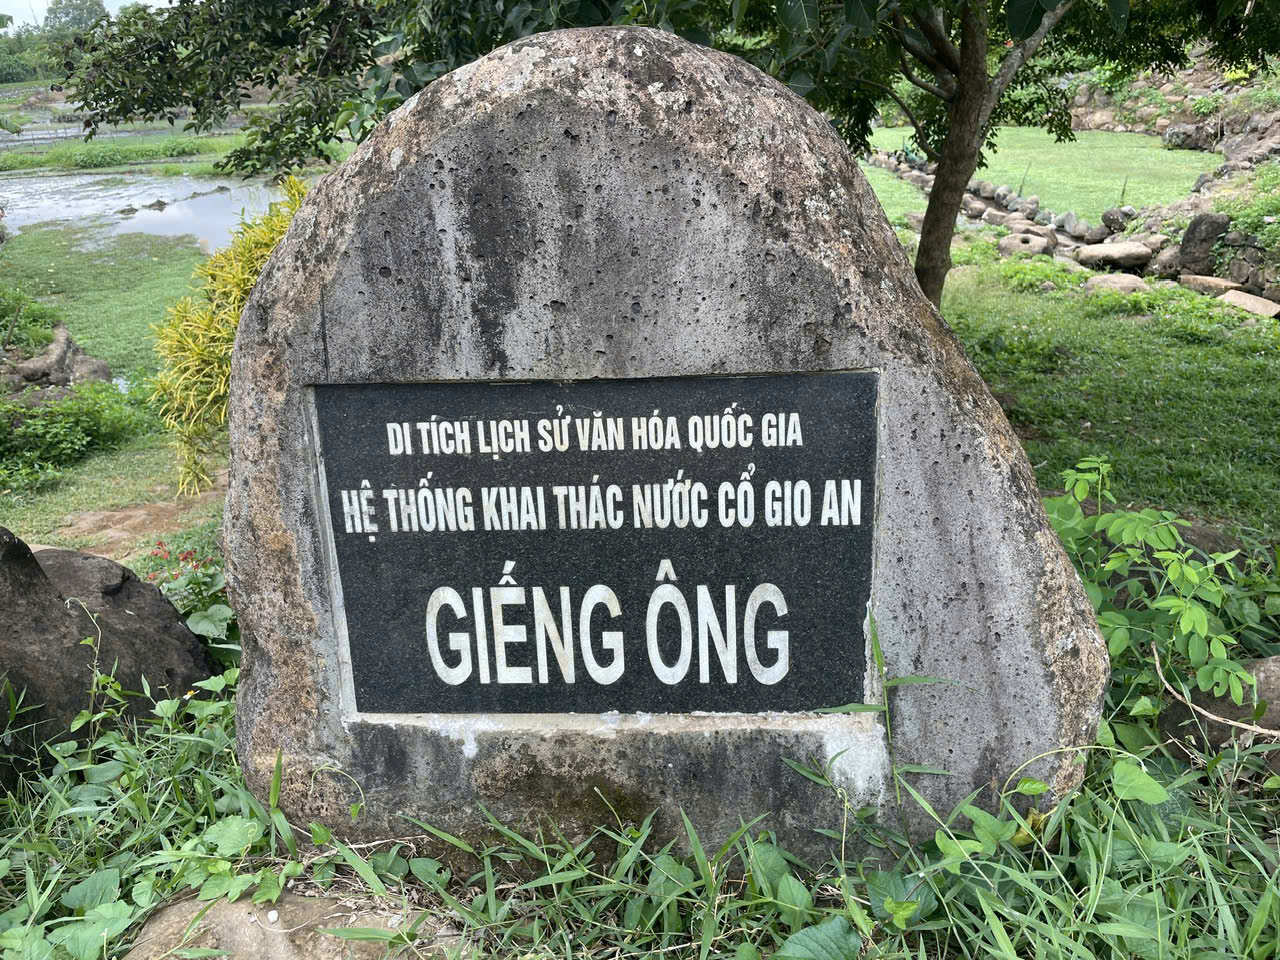 DI TÍCH LỊCH SỬ VĂN HÓA QUỐC GIA
HỆ THỐNG KHAI THÁC NƯỚC CỔ GIO AN
GIẾNG ÔNG